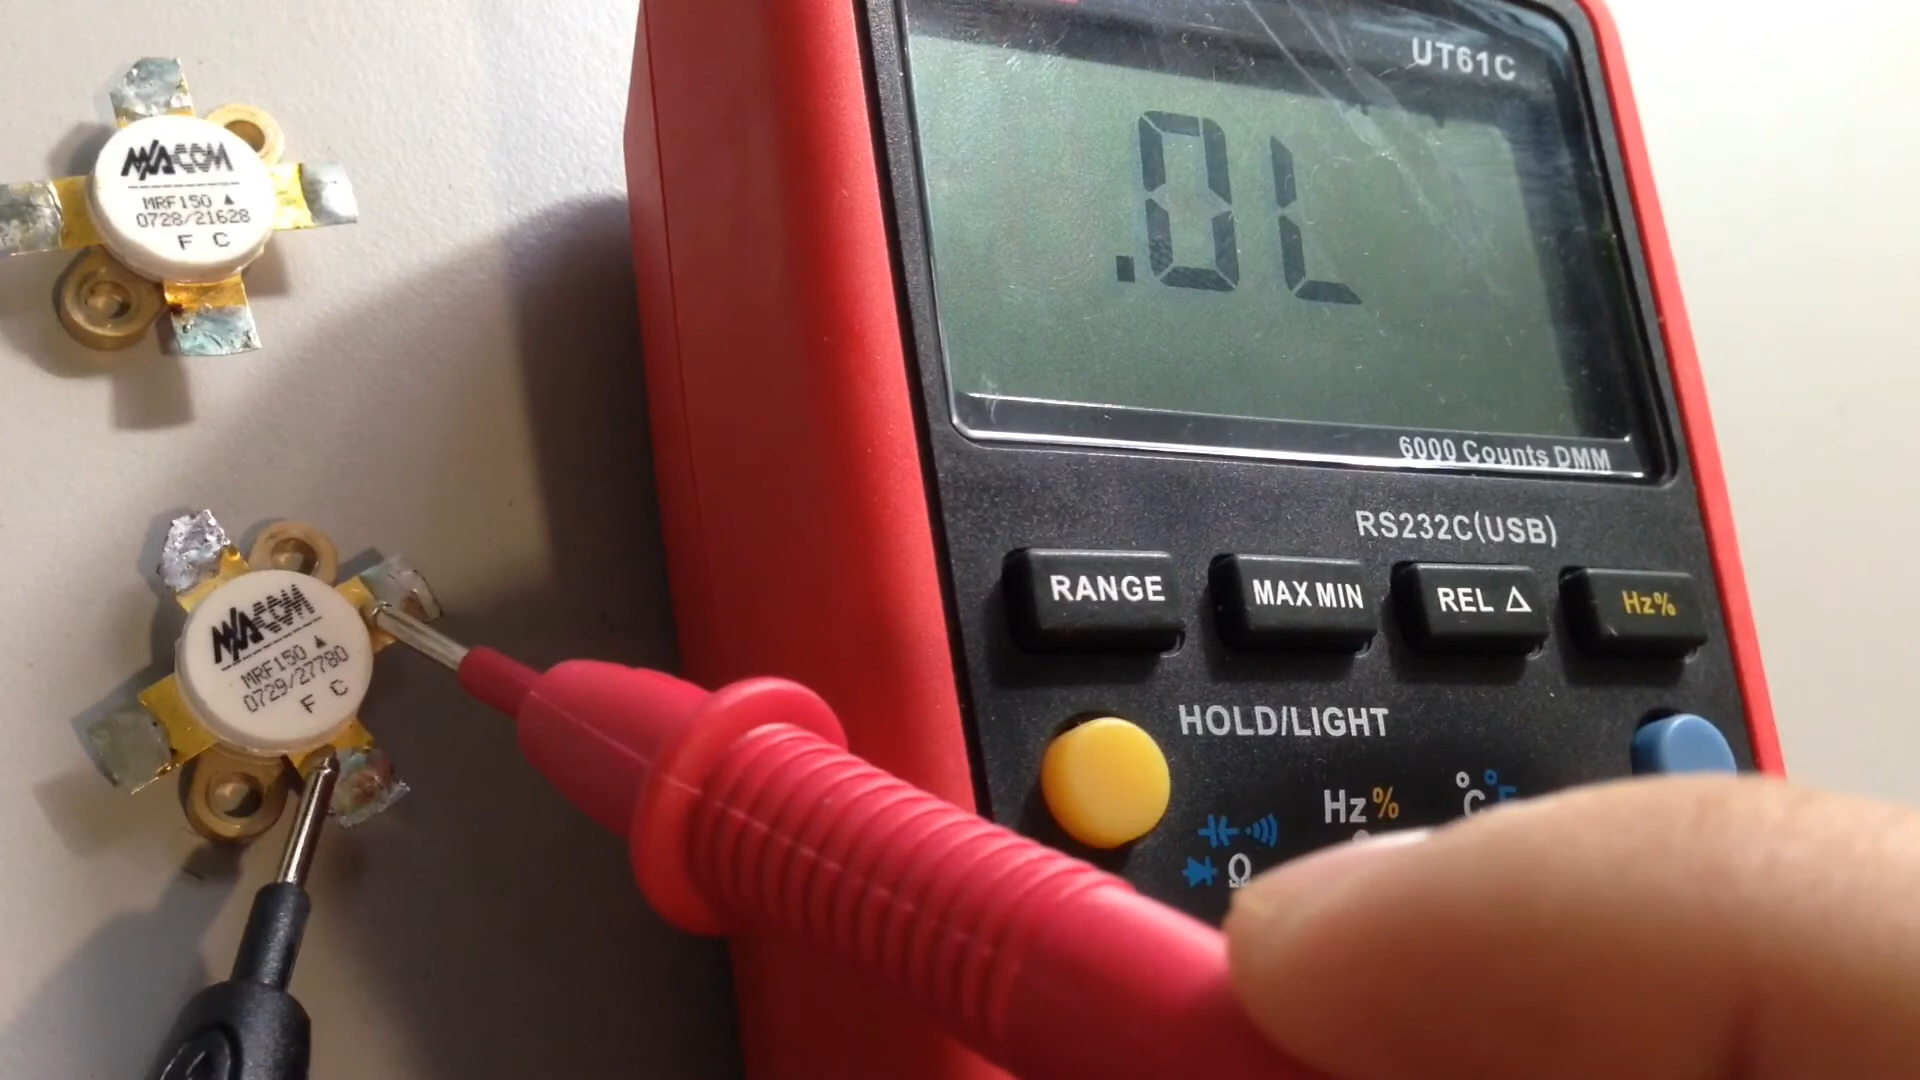 M/ACOM
MRF150 ▲
0728/21628
F C
M/ACOM
MRF150 ▲
0729/27780
F C
UT61C
.0L
6000 Counts DMM
RS232C(USB)
RANGE
MAX MIN
REL Δ
Hz%
HOLD/LIGHT
Hz%
°C°F
Ω